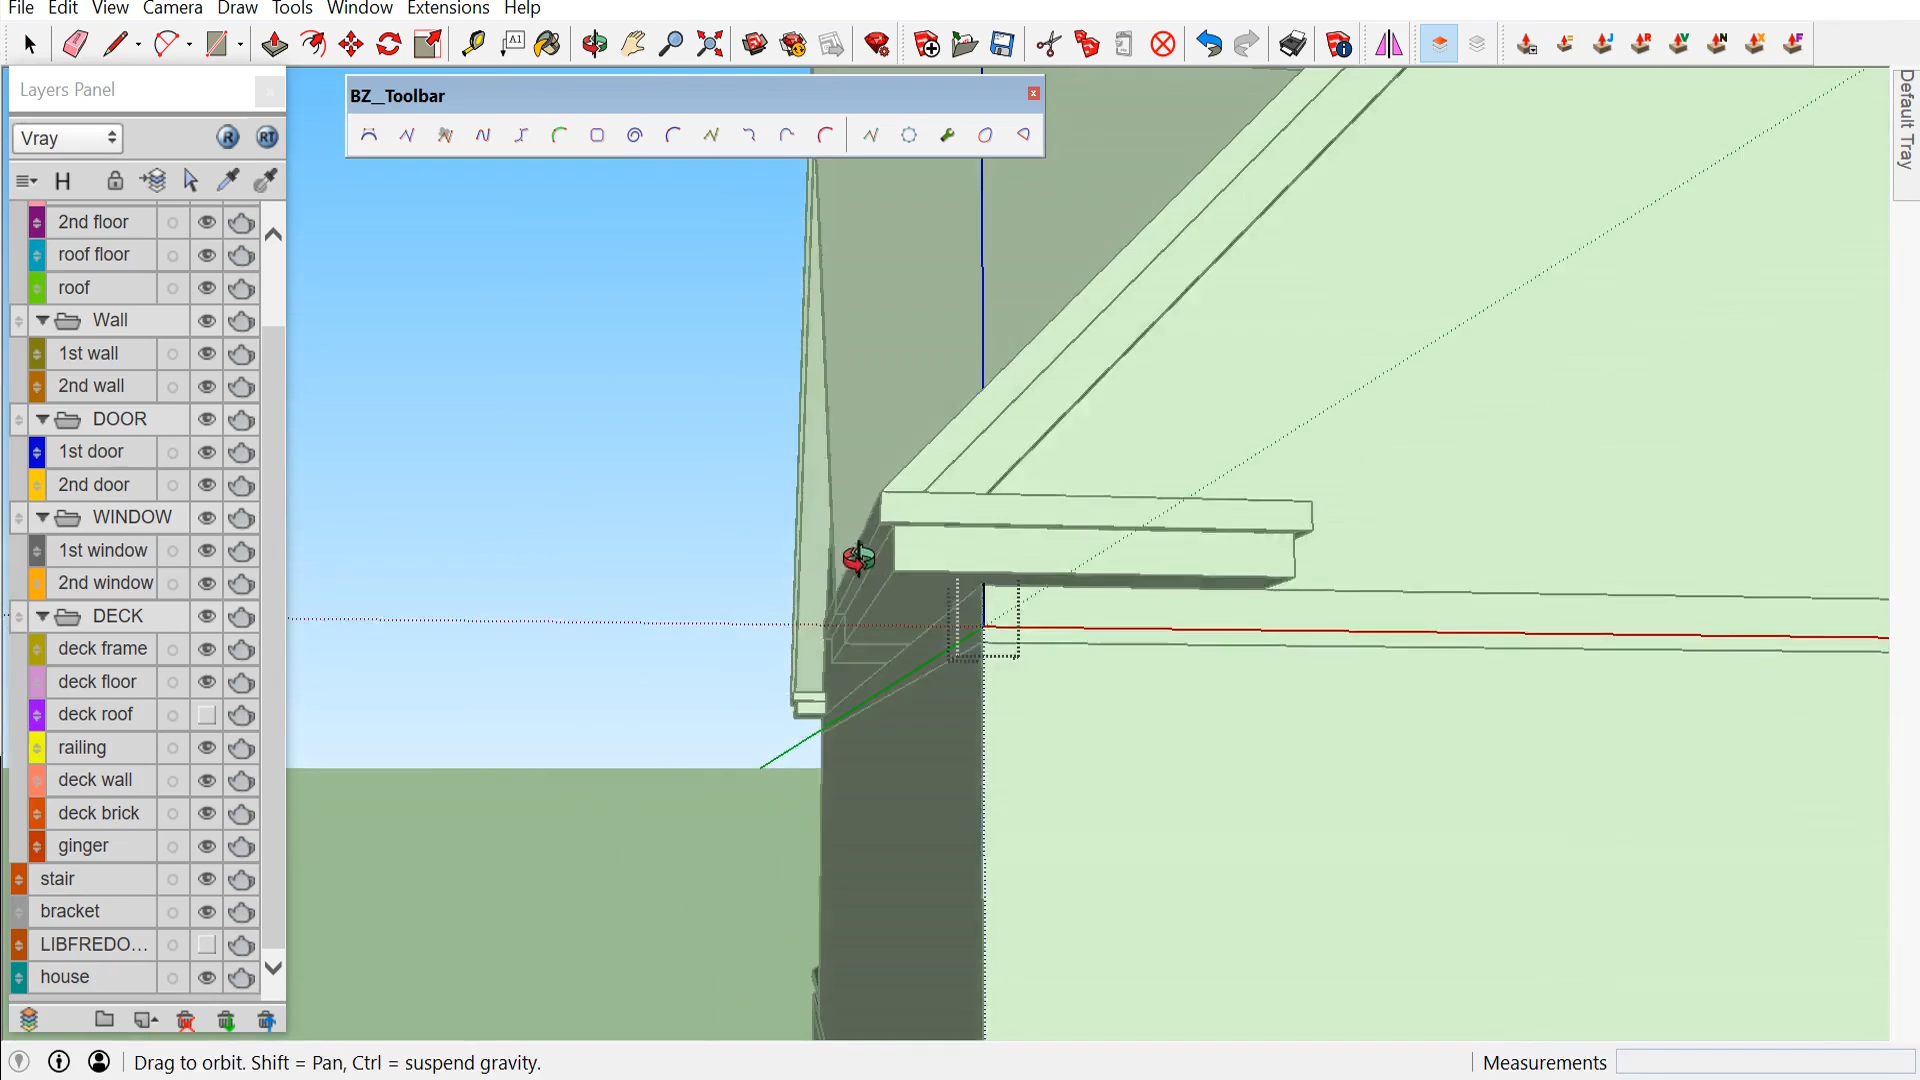 File Edit View Camera Draw Tools Window Extensions Help
A1
J R V N X F
Layers Panel
BZ__Toolbar
Default Tray
Vray
R RT
H
2nd floor
roof floor
roof
Wall
1st wall
2nd wall
DOOR
1st door
2nd door
WINDOW
1st window
2nd window
DECK
deck frame
deck floor
deck roof
railing
deck wall
deck brick
ginger
stair
bracket
LIBFREDO...
house
Drag to orbit. Shift = Pan, Ctrl = suspend gravity.
Measurements